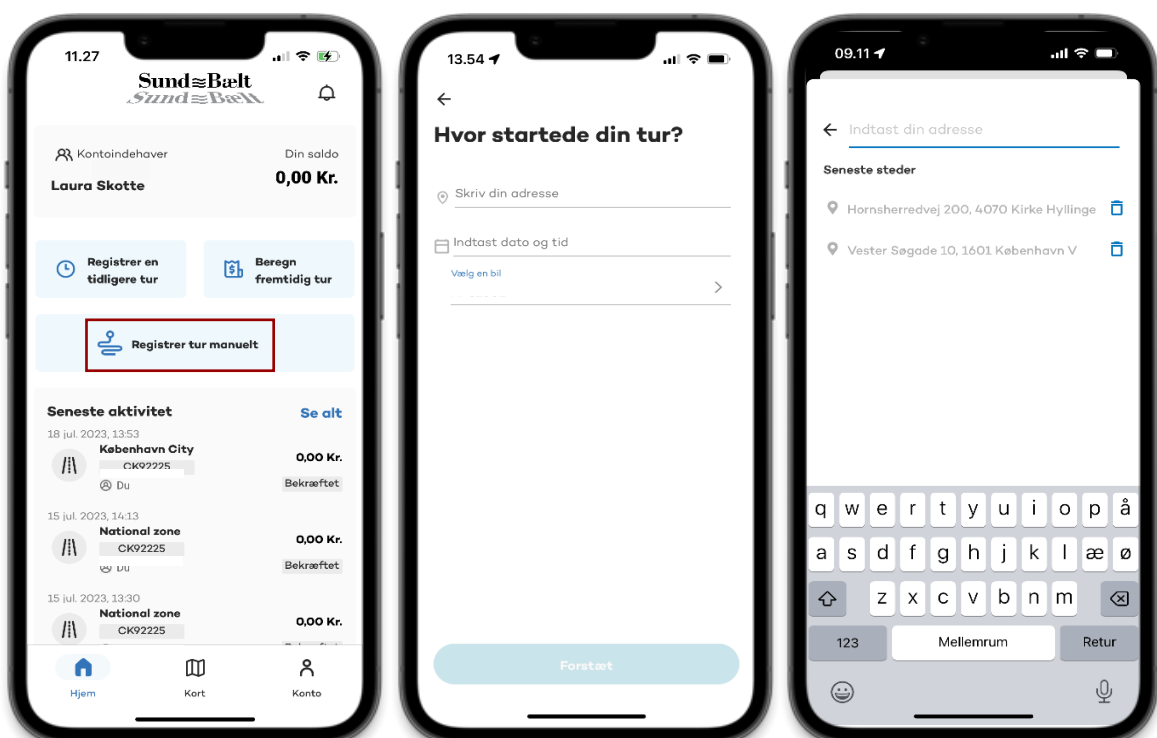 11.27
Sund≋Bælt
Sund≋Bælt
Kontoindehaver
Din saldo
Laura Skotte
0,00 Kr.
Registrer en
tidligere tur
Beregn
fremtidig tur
Registrer tur manuelt
Seneste aktivitet
Se alt
18 jul. 2023, 13:53
København City
0,00 Kr.
CK92225
Du
Bekræftet
15 jul. 2023, 14:13
National zone
0,00 Kr.
CK92225
Du
Bekræftet
15 jul. 2023, 13:30
National zone
0,00 Kr.
CK92225
Hjem
Kort
Konto
13.54
Hvor startede din tur?
Skriv din adresse
Indtast dato og tid
Vælg en bil
Forstæt
09.11
Indtast din adresse
Seneste steder
Hornsherredvej 200, 4070 Kirke Hyllinge
Vester Søgade 10, 1601 København V
q w e r t y u i o p å
a s d f g h j k l æ ø
z x c v b n m
123 Mellemrum Retur